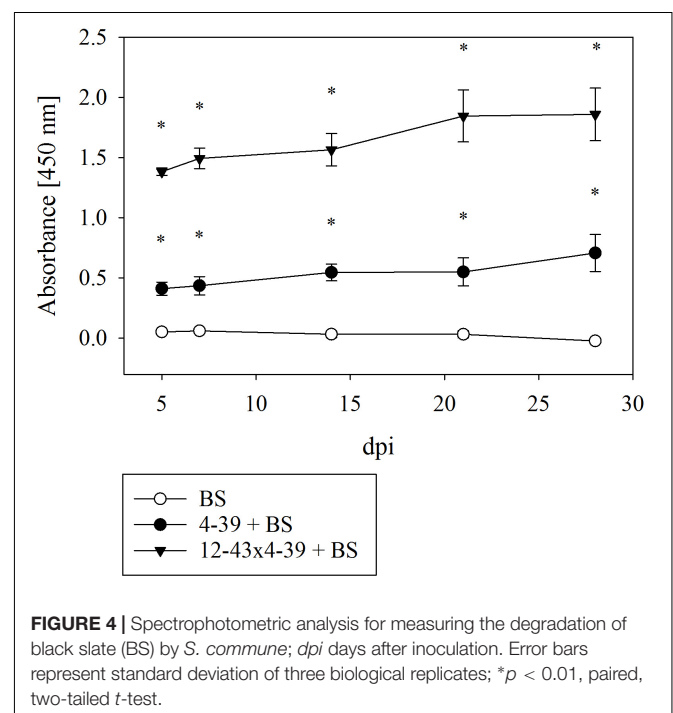 2.5
2.0
1.5
1.0
0.5
0.0
Absorbance [450 nm]
* * * * *
* * * * *
5 10 15 20 25 30
dpi
BS
4-39 + BS
12-43x4-39 + BS
FIGURE 4 | Spectrophotometric analysis for measuring the degradation of
black slate (BS) by S. commune; dpi days after inoculation. Error bars
represent standard deviation of three biological replicates; *p < 0.01, paired,
two-tailed t-test.